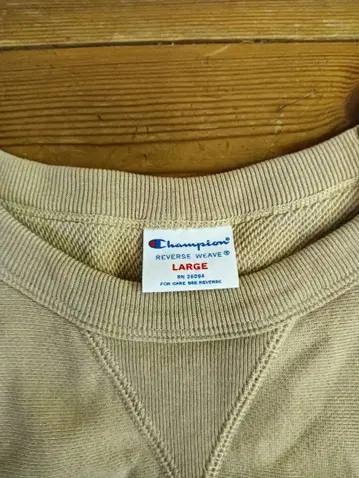 Champion®
REVERSE WEAVE®
LARGE
RN 26094
FOR CARE SEE REVERSE